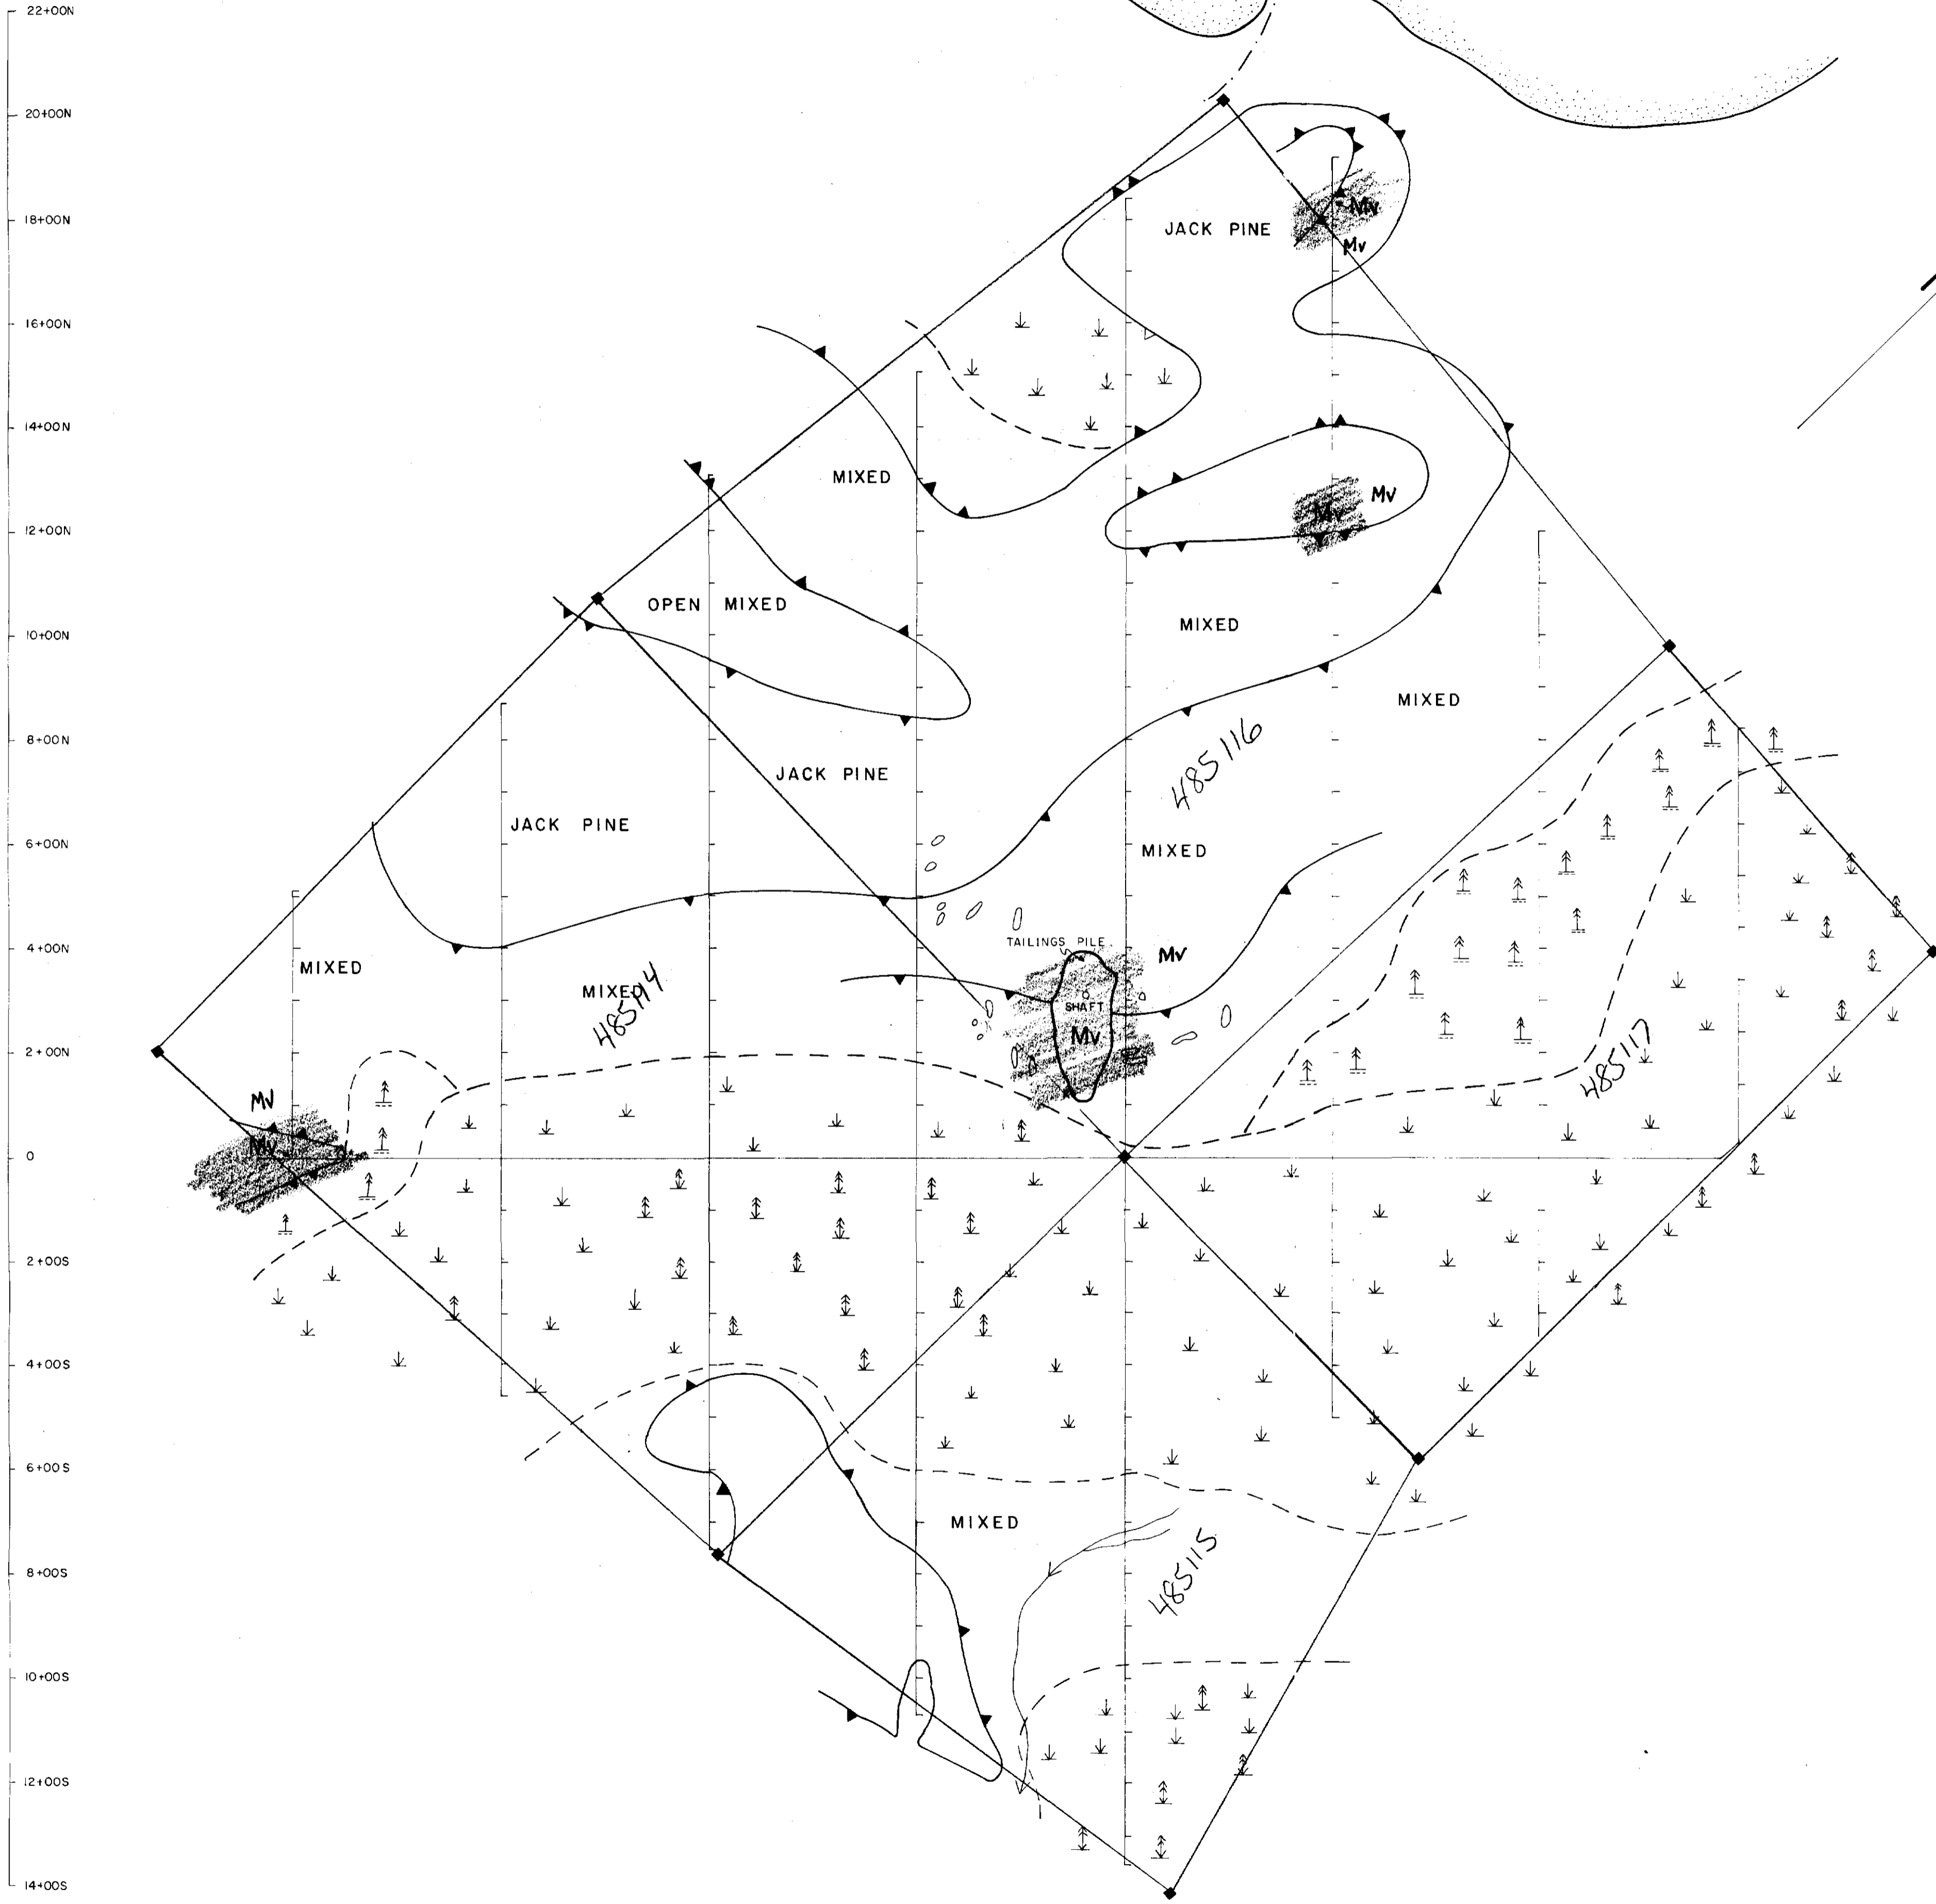 22+00N
20+00N
18+00N
JACK PINE
Mv
Mv
16+00N
14+00N
MIXED
Mv
Mv
12+00N
OPEN MIXED
10+00N
MIXED
MIXED
8+00N
485116
JACK PINE
JACK PINE
6+00N
MIXED
4+00N
TAILINGS PILE
Mv
MIXED
MIXED
485114
SHAFT
Mv
2+00N
485117
Mv
Mv
0
2+00S
4+00S
6+00S
MIXED
8+00S
485115
10+00S
12+00S
14+00S